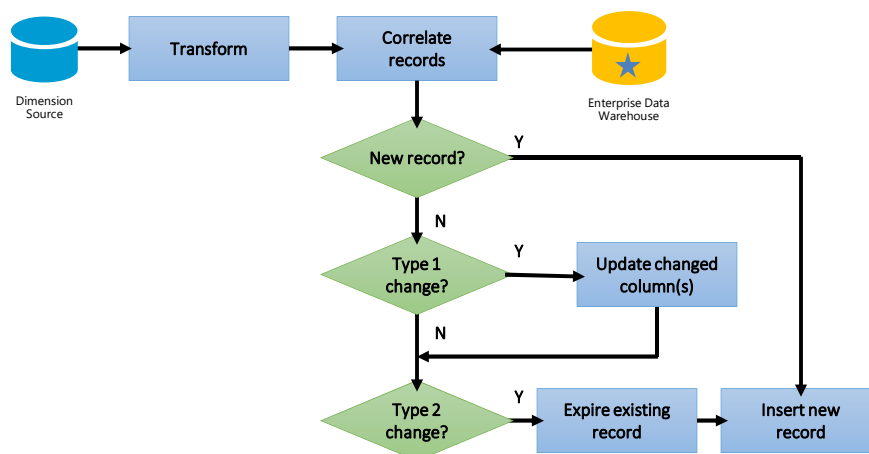 Transform
Correlate
records
Dimension
Source
Enterprise Data
Warehouse
New record?
Y
N
Type 1
change?
Y
Update changed
column(s)
N
Type 2
change?
Y
Expire existing
record
Insert new
record